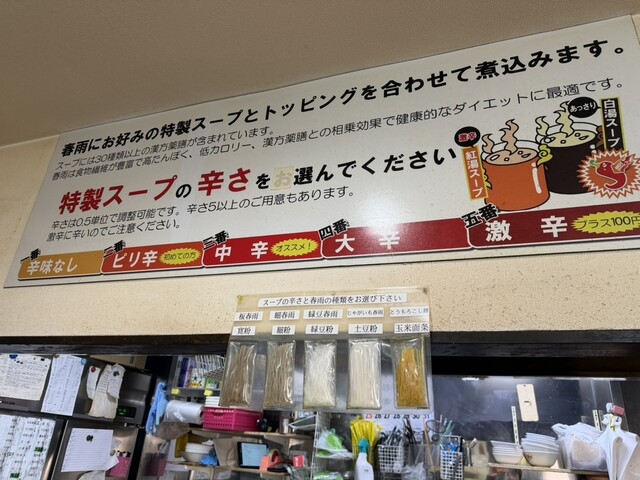 春雨にお好みの特製スープとトッピングを合わせて煮込みます。
スープには30種類以上の漢方薬膳が含まれています。
春雨は食物繊維が豊富で高たんぱく、低カロリー、漢方薬膳との相乗効果で健康的なダイエットに最適です。
特製スープの辛さをお選んでください
辛さは0.5単位で調整可能です。辛さ5以上のご用意もあります。
激辛に辛いのでご注意ください。
激辛
紅湯スープ
あっさり
白湯スープ
一番
辛味なし
二番
ピリ辛
初めての方
三番
中辛
オススメ!
四番
大辛
五番
激辛
プラス100円
スープの辛さと春雨の種類をお選び下さい
板春雨
細春雨
緑豆春雨
じゃがいも春雨
とうもろこし麺
寛粉
細粉
緑豆粉
土豆粉
玉米面条